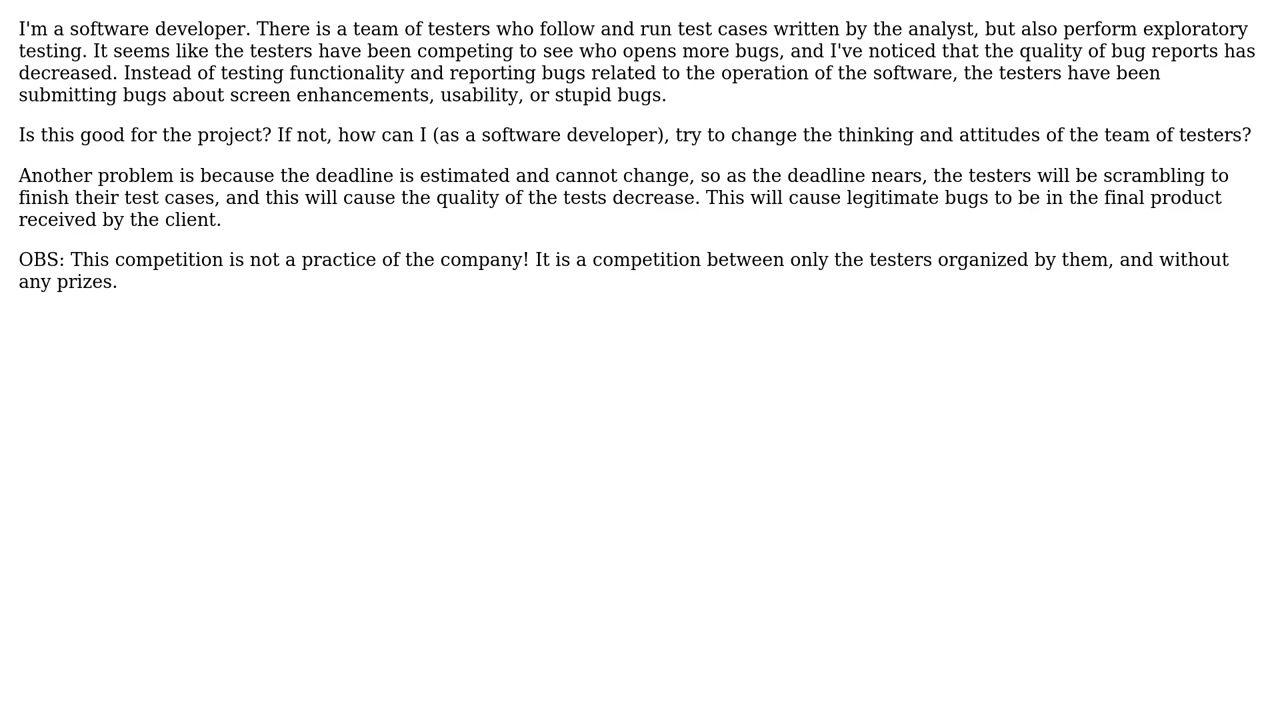 I'm a software developer. There is a team of testers who follow and run test cases written by the analyst, but also perform exploratory
testing. It seems like the testers have been competing to see who opens more bugs, and I've noticed that the quality of bug reports has
decreased. Instead of testing functionality and reporting bugs related to the operation of the software, the testers have been
submitting bugs about screen enhancements, usability, or stupid bugs.
Is this good for the project? If not, how can I (as a software developer), try to change the thinking and attitudes of the team of testers?
Another problem is because the deadline is estimated and cannot change, so as the deadline nears, the testers will be scrambling to
finish their test cases, and this will cause the quality of the tests decrease. This will cause legitimate bugs to be in the final product
received by the client.
OBS: This competition is not a practice of the company! It is a competition between only the testers organized by them, and without
any prizes.